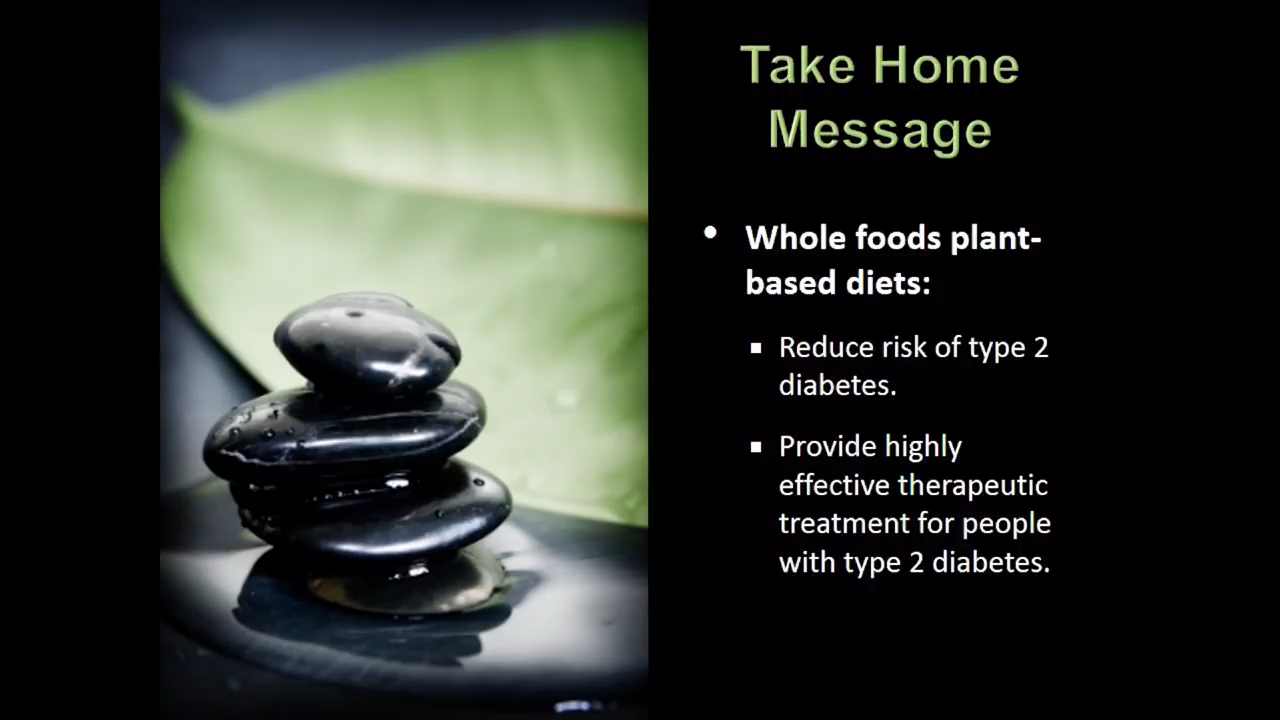 Take Home
Message
• Whole foods plant-
based diets:
▪ Reduce risk of type 2
diabetes.
▪ Provide highly
effective therapeutic
treatment for people
with type 2 diabetes.